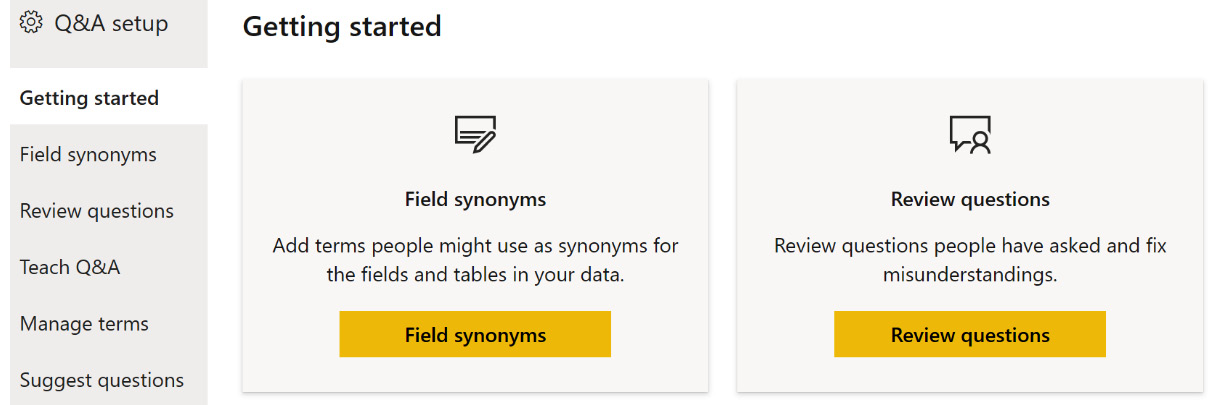 Q&A setup
Getting started
Field synonyms
Review questions
Teach Q&A
Manage terms
Suggest questions
Getting started
Field synonyms
Add terms people might use as synonyms for
the fields and tables in your data.
Field synonyms
Review questions
Review questions people have asked and fix
misunderstandings.
Review questions